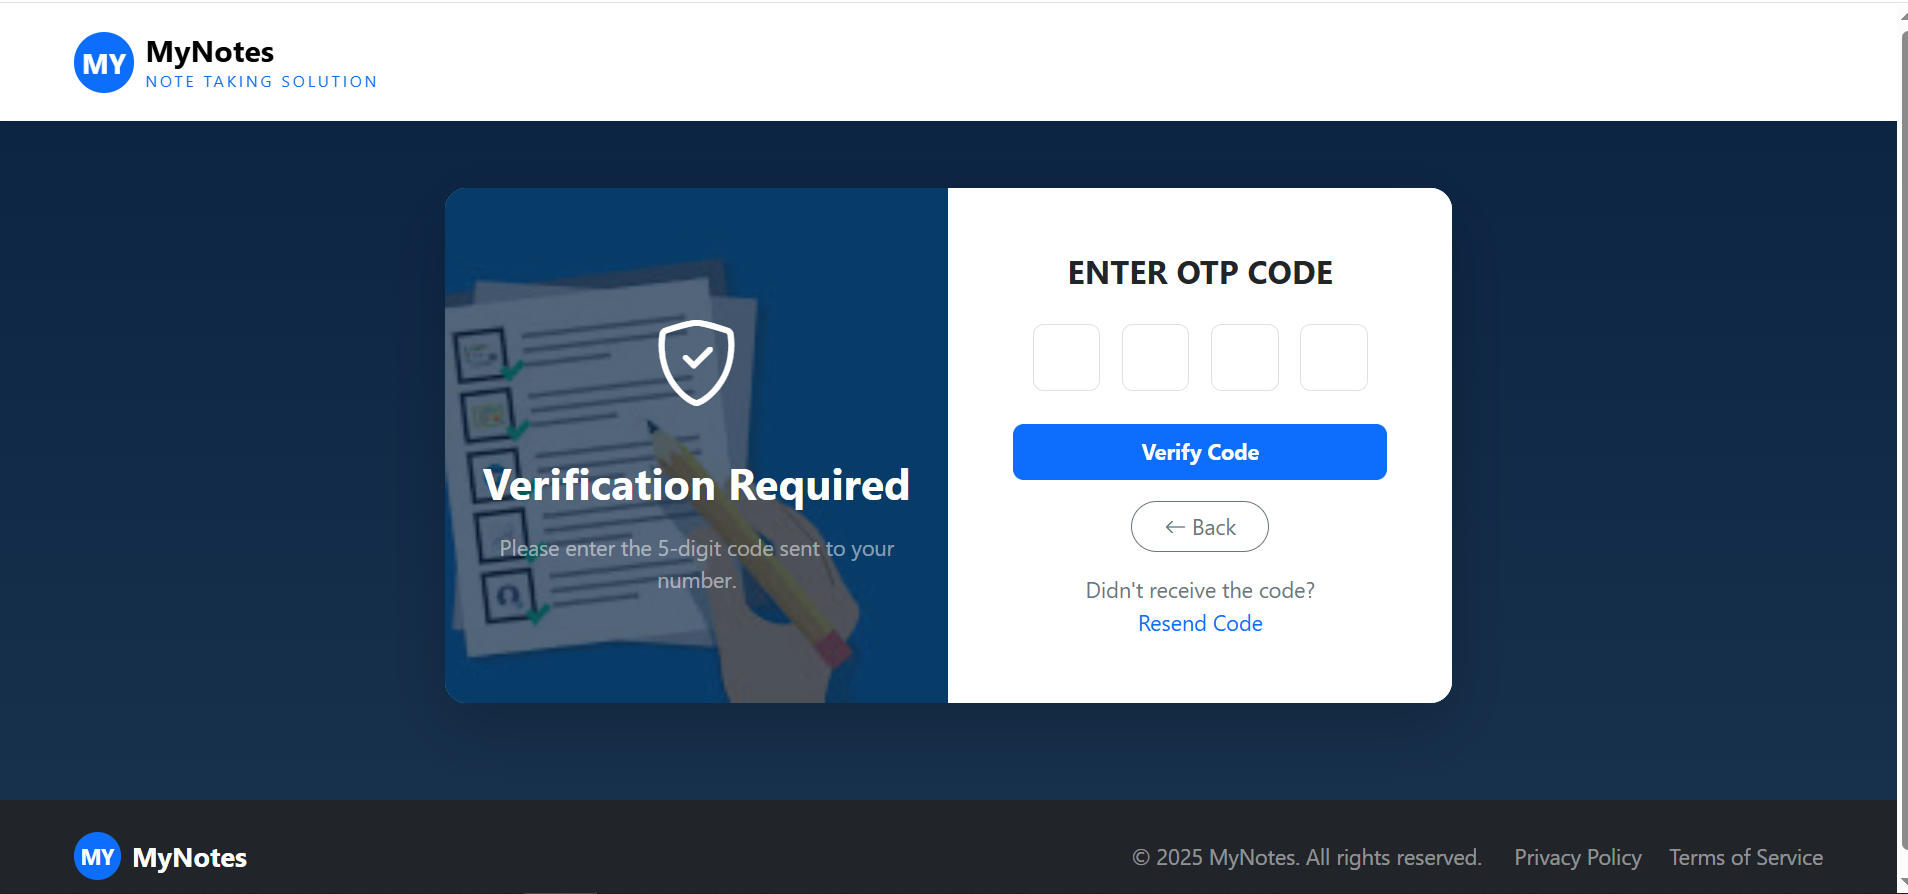 MY
MyNotes
NOTE TAKING SOLUTION
Verification Required
Please enter the 5-digit code sent to your
number.
ENTER OTP CODE
Verify Code
← Back
Didn't receive the code?
Resend Code
MY
MyNotes
© 2025 MyNotes. All rights reserved.
Privacy Policy
Terms of Service